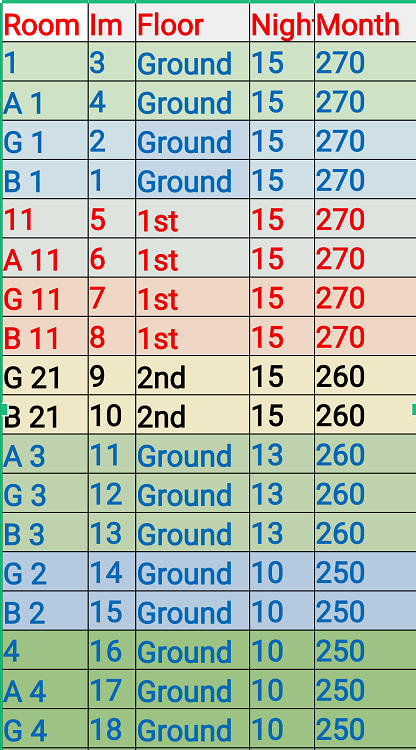 Room Im Floor Nigh Month
1 3 Ground 15 270
A 1 4 Ground 15 270
G 1 2 Ground 15 270
B 1 1 Ground 15 270
11 5 1st 15 270
A 11 6 1st 15 270
G 11 7 1st 15 270
B 11 8 1st 15 270
G 21 9 2nd 15 260
B 21 10 2nd 15 260
A 3 11 Ground 13 260
G 3 12 Ground 13 260
B 3 13 Ground 13 260
G 2 14 Ground 10 250
B 2 15 Ground 10 250
4 16 Ground 10 250
A 4 17 Ground 10 250
G 4 18 Ground 10 250